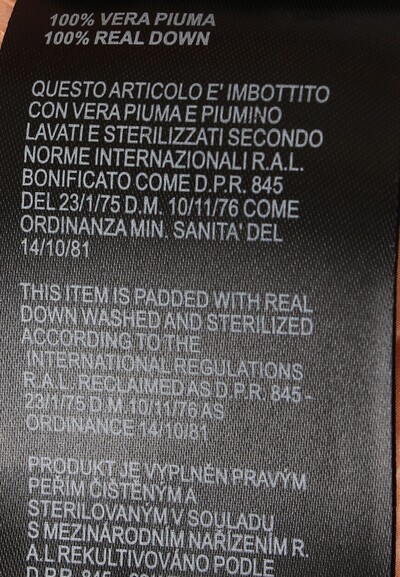 100% VERA PIUMA
100% REAL DOWN
QUESTO ARTICOLO E' IMBOTTITO
CON VERA PIUMA E PIUMINO
LAVATI E STERILIZZATI SECONDO
NORME INTERNAZIONALI R.A.L.
BONIFICATO COME D.P.R. 845
DEL 23/1/75 D.M. 10/11/76 COME
ORDINANZA MIN. SANITA' DEL
14/10/81
THIS ITEM IS PADDED WITH REAL
DOWN WASHED AND STERILIZED
ACCORDING TO THE
INTERNATIONAL REGULATIONS
R.A.L. RECLAIMED AS D.P.R. 845 -
23/1/75 D.M.10/11/76 AS
ORDINANCE 14/10/81
PRODUKT JE VYPLNĚN PRAVÝM
PEŘÍM ČIŠTĚNÝM A
STERILOVANÝM V SOULADU
S MEZINÁRODNÍM NAŘÍZENÍM R.
A.L REKULTIVOVÁNO PODLE
D.P.R. 845